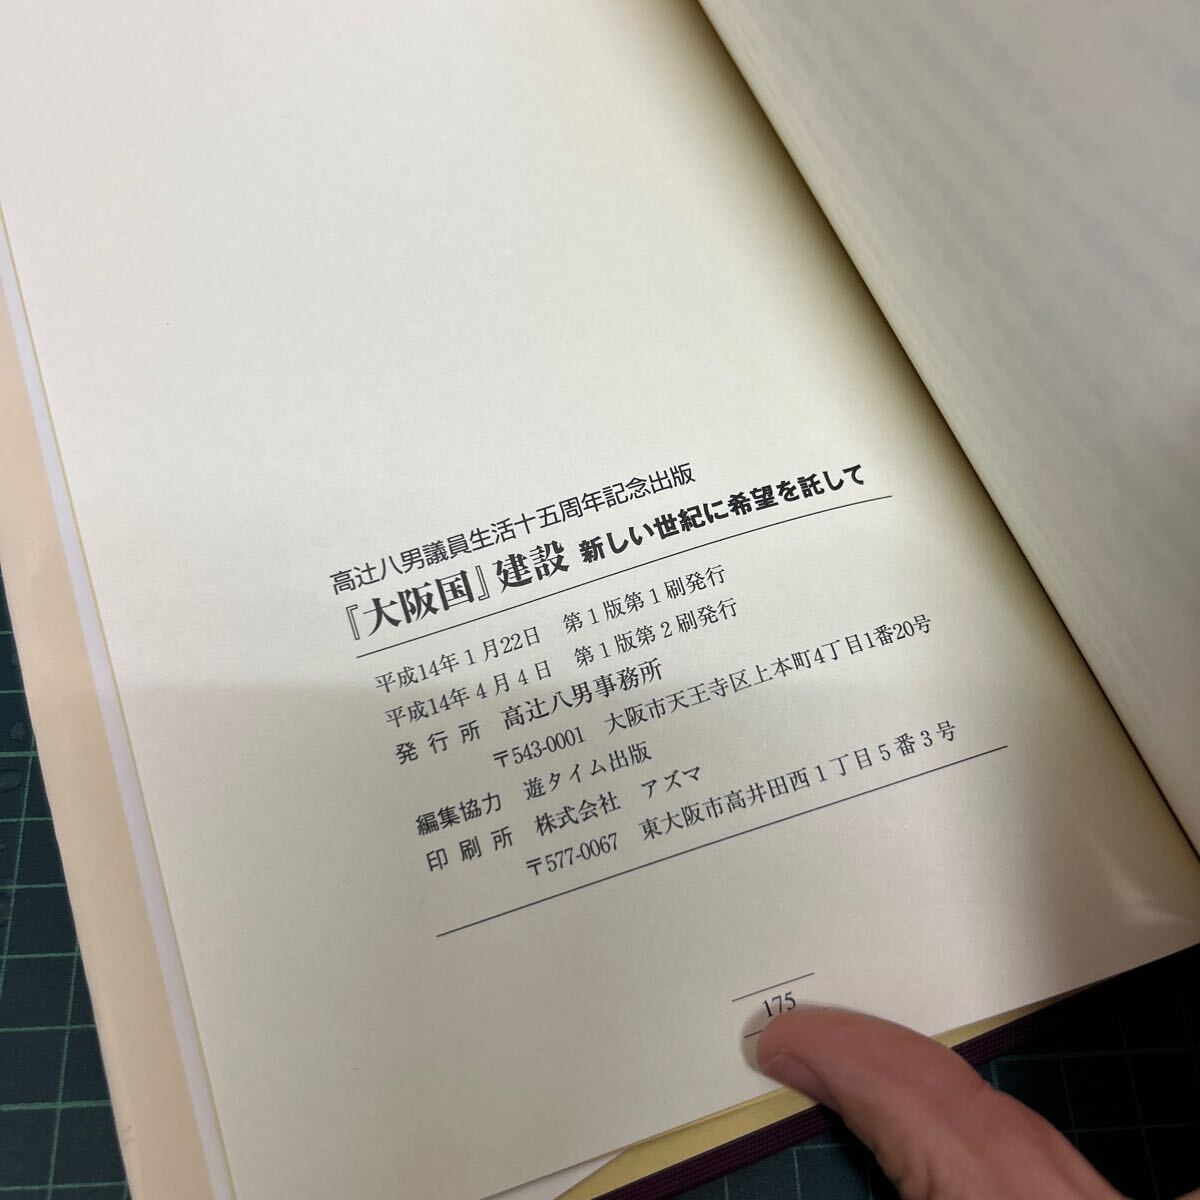 高辻八男議員生活十五周年記念出版
『大阪国』建設 新しい世紀に希望を託して
平成14年1月22日 第1版第1刷発行
平成14年4月4日 第1版第2刷発行
発行所 高辻八男事務所
〒543-0001 大阪市天王寺区上本町4丁目1番20号
編集協力 遊タイム出版
印刷所 株式会社 アズマ
〒577-0067 東大阪市高井田西1丁目5番3号
175